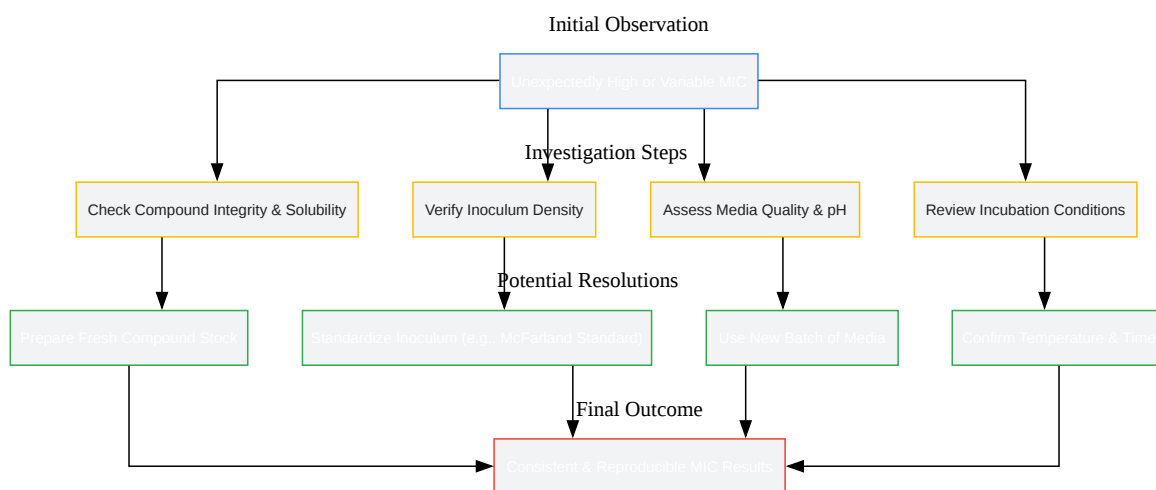 Initial Observation
Unexpectedly High or Variable MIC
Investigation Steps
Check Compound Integrity & Solubility
Verify Inoculum Density
Assess Media Quality & pH
Review Incubation Conditions
Potential Resolutions
Prepare Fresh Compound Stock
Standardize Inoculum (e.g., McFarland Standard)
Use New Batch of Media
Confirm Temperature & Time
Final Outcome
Consistent & Reproducible MIC Results